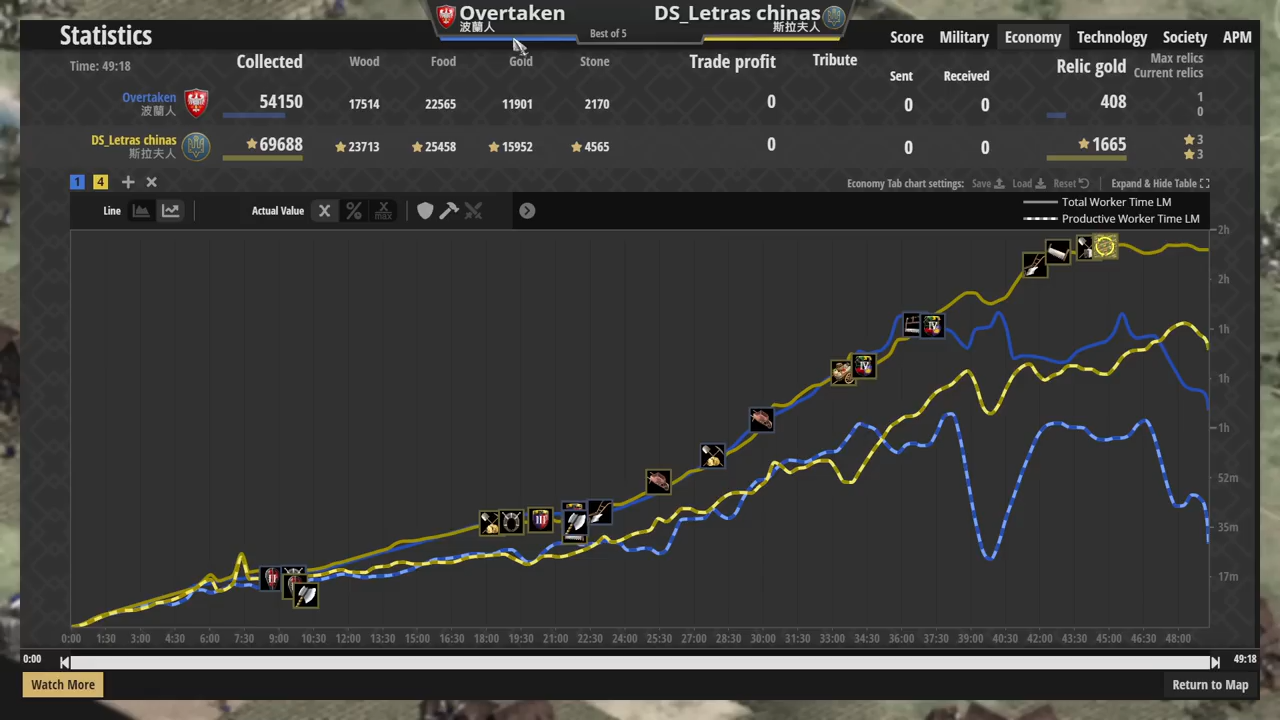 Overtaken
波蘭人
Best of 5
DS_Letras chinas
斯拉夫人
Statistics
Score Military Economy Technology Society APM
Time: 49:18
Collected Wood Food Gold Stone Trade profit Tribute Sent Received Relic gold Max relics
Current relics
Overtaken
波蘭人
54150 17514 22565 11901 2170 0 0 0 408 1
0
DS_Letras chinas
斯拉夫人
69688 23713 25458 15952 4565 0 0 0 1665 3
3
1 4
Economy Tab chart settings: Save Load Reset Expand & Hide Table
Line Actual Value X % X/max
Total Worker Time LM
Productive Worker Time LM
2h
2h
1h
1h
1h
52m
35m
17m
III
IV
IV
II
0:00 1:30 3:00 4:30 6:00 7:30 9:00 10:30 12:00 13:30 15:00 16:30 18:00 19:30 21:00 22:30 24:00 25:30 27:00 28:30 30:00 31:30 33:00 34:30 36:00 37:30 39:00 40:30 42:00 43:30 45:00 46:30 48:00
0:00 49:18
Watch More Return to Map